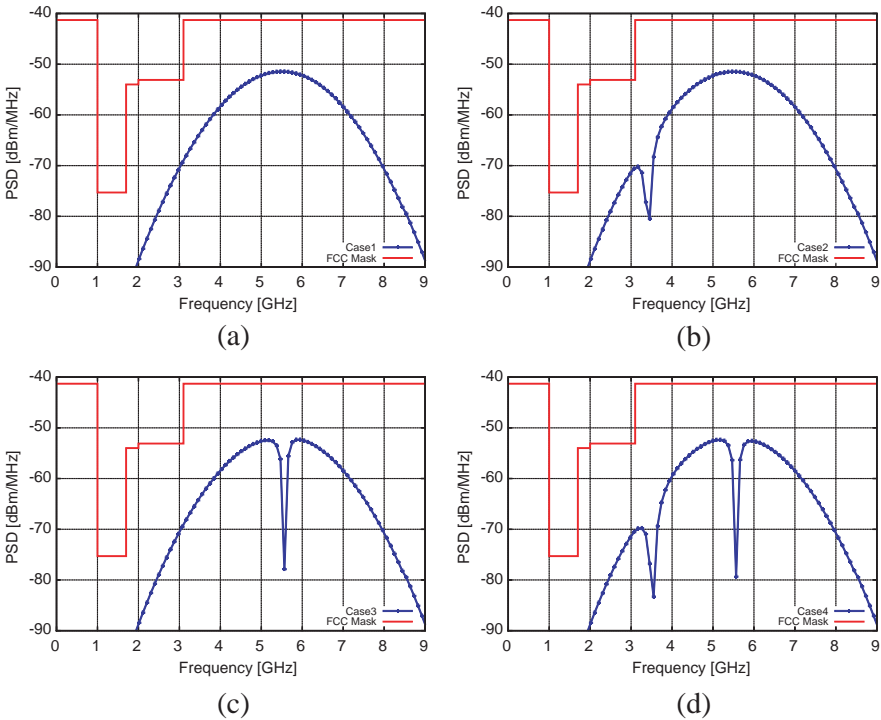 -40
-50
-60
-70
-80
-90
PSD [dBm/MHz]
Case1
FCC Mask
0 1 2 3 4 5 6 7 8 9
Frequency [GHz]
(a)
-40
-50
-60
-70
-80
-90
PSD [dBm/MHz]
Case2
FCC Mask
0 1 2 3 4 5 6 7 8 9
Frequency [GHz]
(b)
-40
-50
-60
-70
-80
-90
PSD [dBm/MHz]
Case3
FCC Mask
0 1 2 3 4 5 6 7 8 9
Frequency [GHz]
(c)
-40
-50
-60
-70
-80
-90
PSD [dBm/MHz]
Case4
FCC Mask
0 1 2 3 4 5 6 7 8 9
Frequency [GHz]
(d)